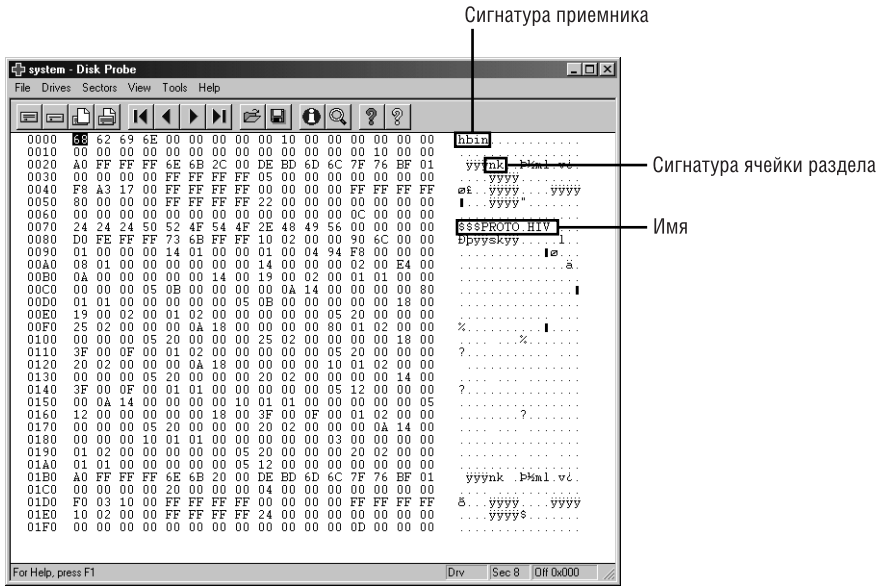 Сигнатура приемника
system - Disk Probe
File Drives Sectors View Tools Help
0000 68 62 69 6E 00 00 00 00 00 10 00 00 00 00 00 00 hbin............
0010 00 00 00 00 00 00 00 00 00 00 00 00 00 10 00 00 ................
0020 A0 FF FF FF 6E 6B 2C 00 DE BD 6D 6C 7F 76 BF 01 ÿÿÿnk,.Þ½ml.v¿.
Сигнатура ячейки раздела
0030 00 00 00 00 FF FF FF FF 05 00 00 00 00 00 00 00 ....ÿÿÿÿ........
0040 F8 A3 17 00 FF FF FF FF 00 00 00 00 FF FF FF FF ø£..ÿÿÿÿ....ÿÿÿÿ
0050 80 00 00 00 FF FF FF FF 22 00 00 00 00 00 00 00 ....ÿÿÿÿ".......
0060 00 00 00 00 00 00 00 00 00 00 00 00 0C 00 00 00 ................
0070 24 24 24 50 52 4F 54 4F 2E 48 49 56 00 00 00 00 $$$PROTO.HIV....
Имя
0080 D0 FE FF FF 73 6B FF FF 10 02 00 00 90 6C 00 00 Ðþÿÿskÿÿ.....l..
0090 01 00 00 00 14 01 00 00 01 00 04 94 F8 00 00 00 ...........▮ø...
00A0 08 01 00 00 00 00 00 00 14 00 00 00 02 00 E4 00 ..............ä.
00B0 0A 00 00 00 00 00 14 00 19 00 02 00 01 01 00 00 ................
00C0 00 00 00 05 0B 00 00 00 00 0A 14 00 00 00 00 80 ...............▮
00D0 01 01 00 00 00 00 00 05 0B 00 00 00 00 00 18 00 ................
00E0 19 00 02 00 01 02 00 00 00 00 00 05 20 00 00 00 ............ ...
00F0 25 02 00 00 00 0A 18 00 00 00 00 80 01 02 00 00 %..........▮....
0100 00 00 00 05 20 00 00 00 25 02 00 00 00 00 18 00 .... ...%.......
0110 3F 00 0F 00 01 02 00 00 00 00 00 05 20 00 00 00 ?........... ...
0120 20 02 00 00 00 0A 18 00 00 00 00 10 01 02 00 00 ...............
0130 00 00 00 05 20 00 00 00 20 02 00 00 00 00 14 00 .... ... .......
0140 3F 00 0F 00 01 01 00 00 00 00 00 05 12 00 00 00 ?...............
0150 00 0A 14 00 00 00 00 10 01 01 00 00 00 00 00 05 ................
0160 12 00 00 00 00 00 18 00 3F 00 0F 00 01 02 00 00 ........?.......
0170 00 00 00 05 20 00 00 00 20 02 00 00 00 0A 14 00 .... ... .......
0180 00 00 00 10 01 01 00 00 00 00 00 03 00 00 00 00 ................
0190 01 02 00 00 00 00 00 05 20 00 00 00 20 02 00 00 ........ ... ...
01A0 01 01 00 00 00 00 00 05 12 00 00 00 00 00 00 00 ................
01B0 A0 FF FF FF 6E 6B 20 00 DE BD 6D 6C 7F 76 BF 01 ÿÿÿnk .Þ½ml.v¿.
01C0 00 00 00 00 20 00 00 00 04 00 00 00 00 00 00 00 .... ...........
01D0 F0 03 10 00 FF FF FF FF 00 00 00 00 FF FF FF FF ð...ÿÿÿÿ....ÿÿÿÿ
01E0 10 02 00 00 FF FF FF FF 24 00 00 00 00 00 00 00 ....ÿÿÿÿ$.......
01F0 00 00 00 00 00 00 00 00 00 00 00 00 0D 00 00 00 ................
For Help, press F1 Drv Sec 8 Off 0x000